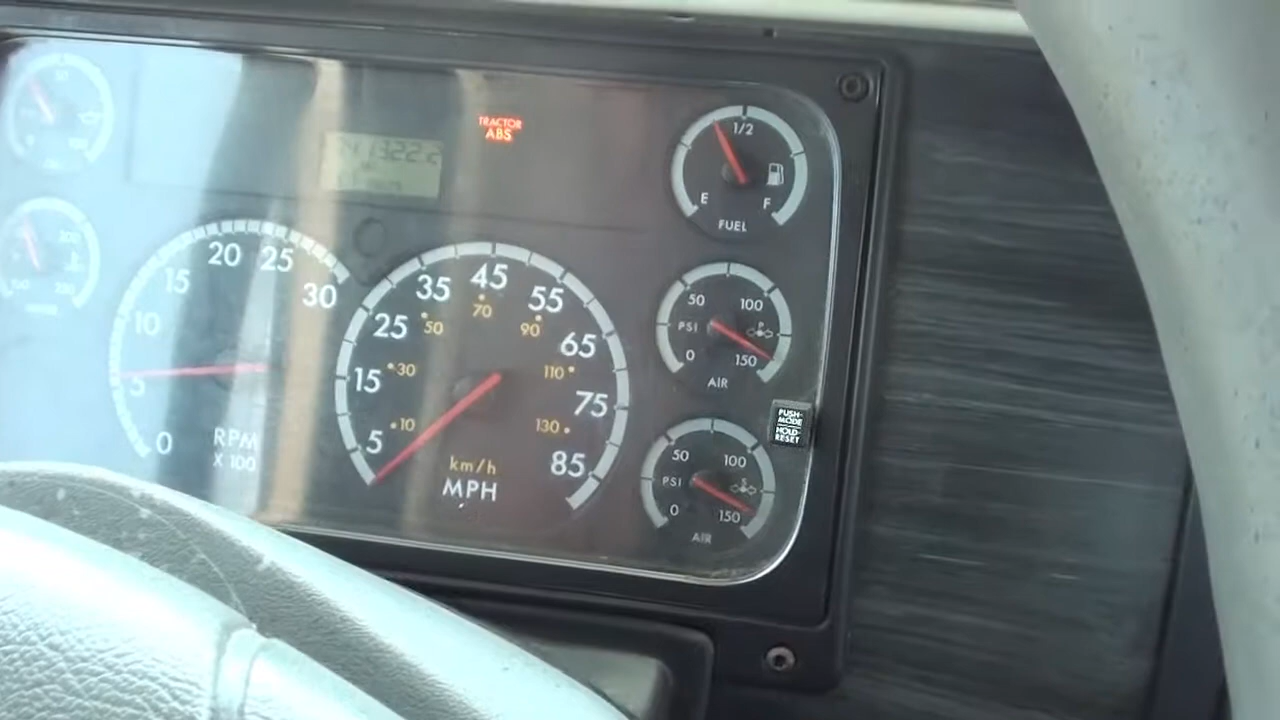 TRACTOR
ABS
1/2
E
F
FUEL
0
5
10
15
20
25
30
RPM
X 100
5
15
25
35
45
55
65
75
85
10
30
50
70
90
110
130
km/h
MPH
50
100
PSI
P
0
150
AIR
PUSH-
MODE
HOLD-
RESET
50
100
PSI
S
0
150
AIR